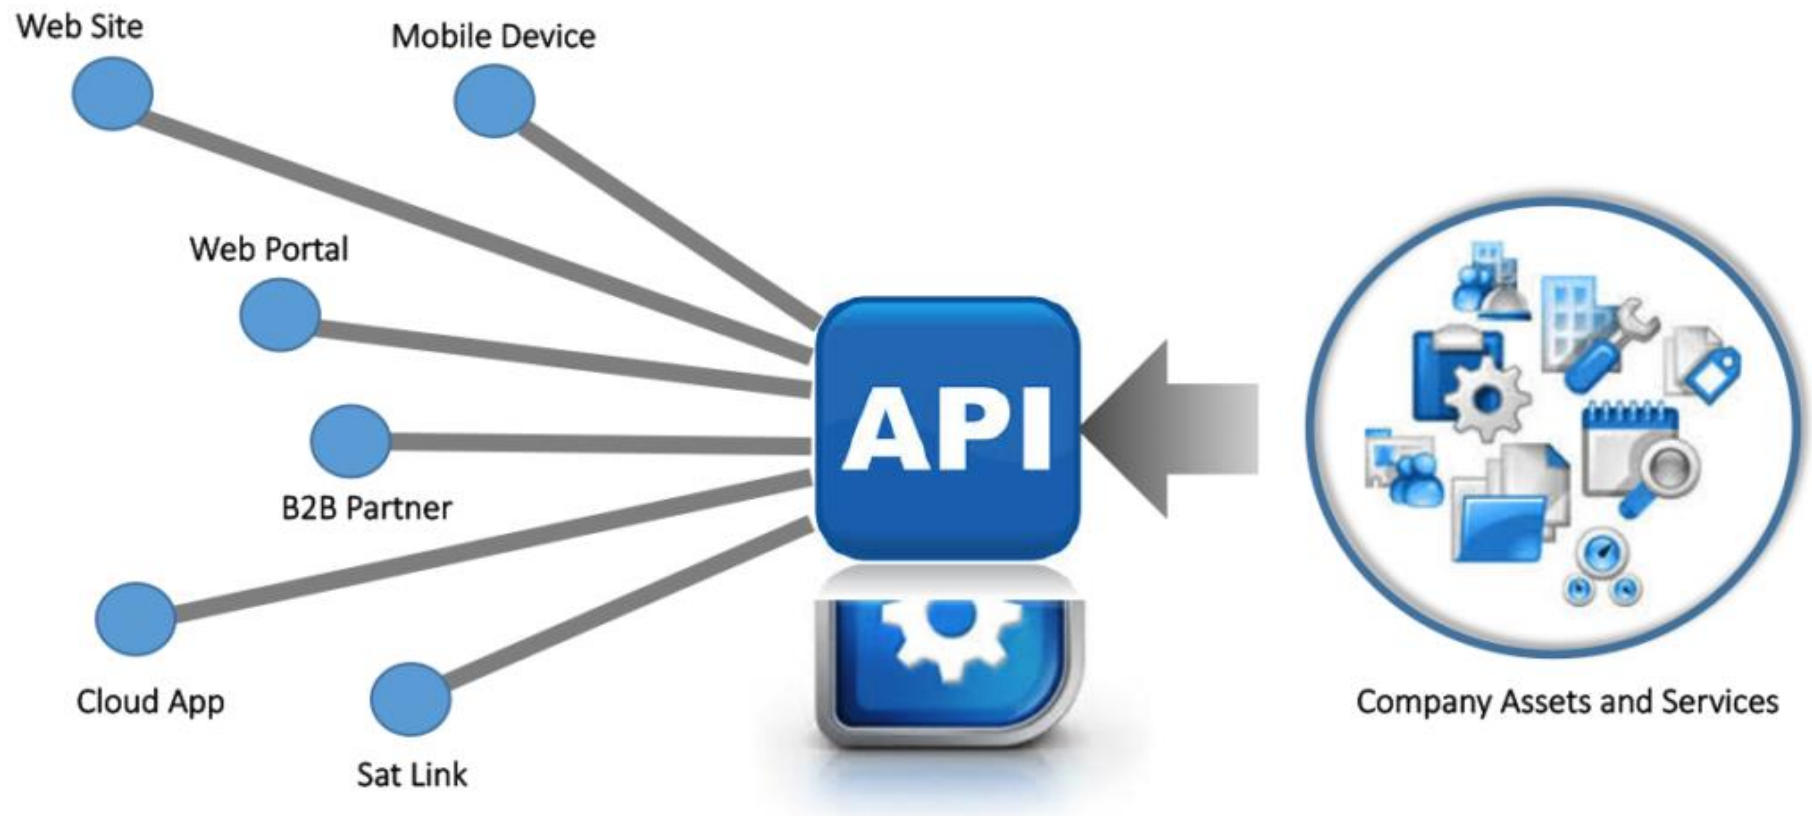 Web Site
Mobile Device
Web Portal
API
B2B Partner
Cloud App
Company Assets and Services
Sat Link